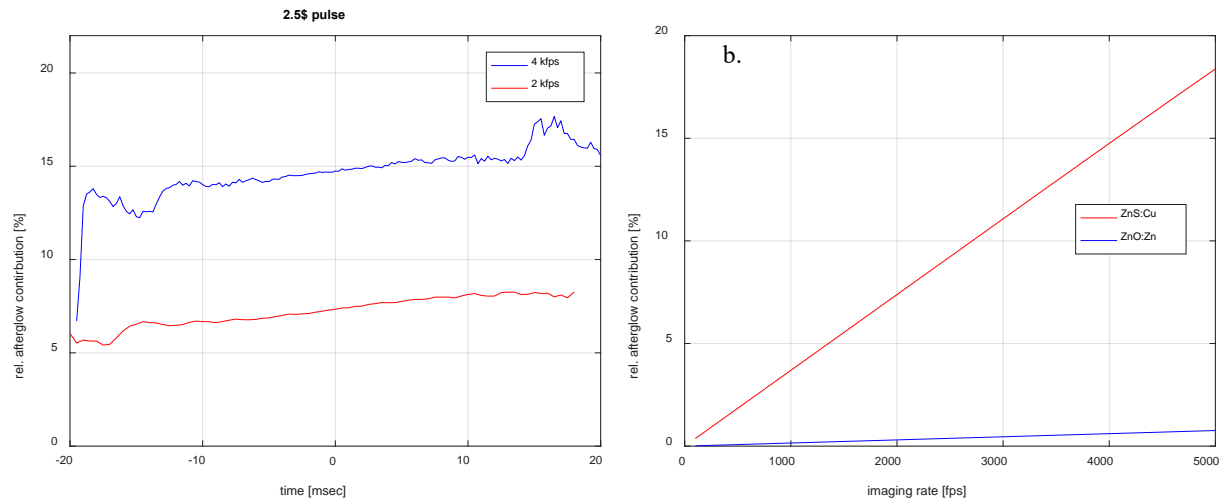 2.5$ pulse
rel. afterglow contirbution [%]
20
15
10
5
0
-20
-10
0
10
20
time [msec]
4 kfps
2 kfps
b.
rel. afterglow contribution [%]
20
15
10
5
0
0
1000
2000
3000
4000
5000
imaging rate [fps]
ZnS:Cu
ZnO:Zn